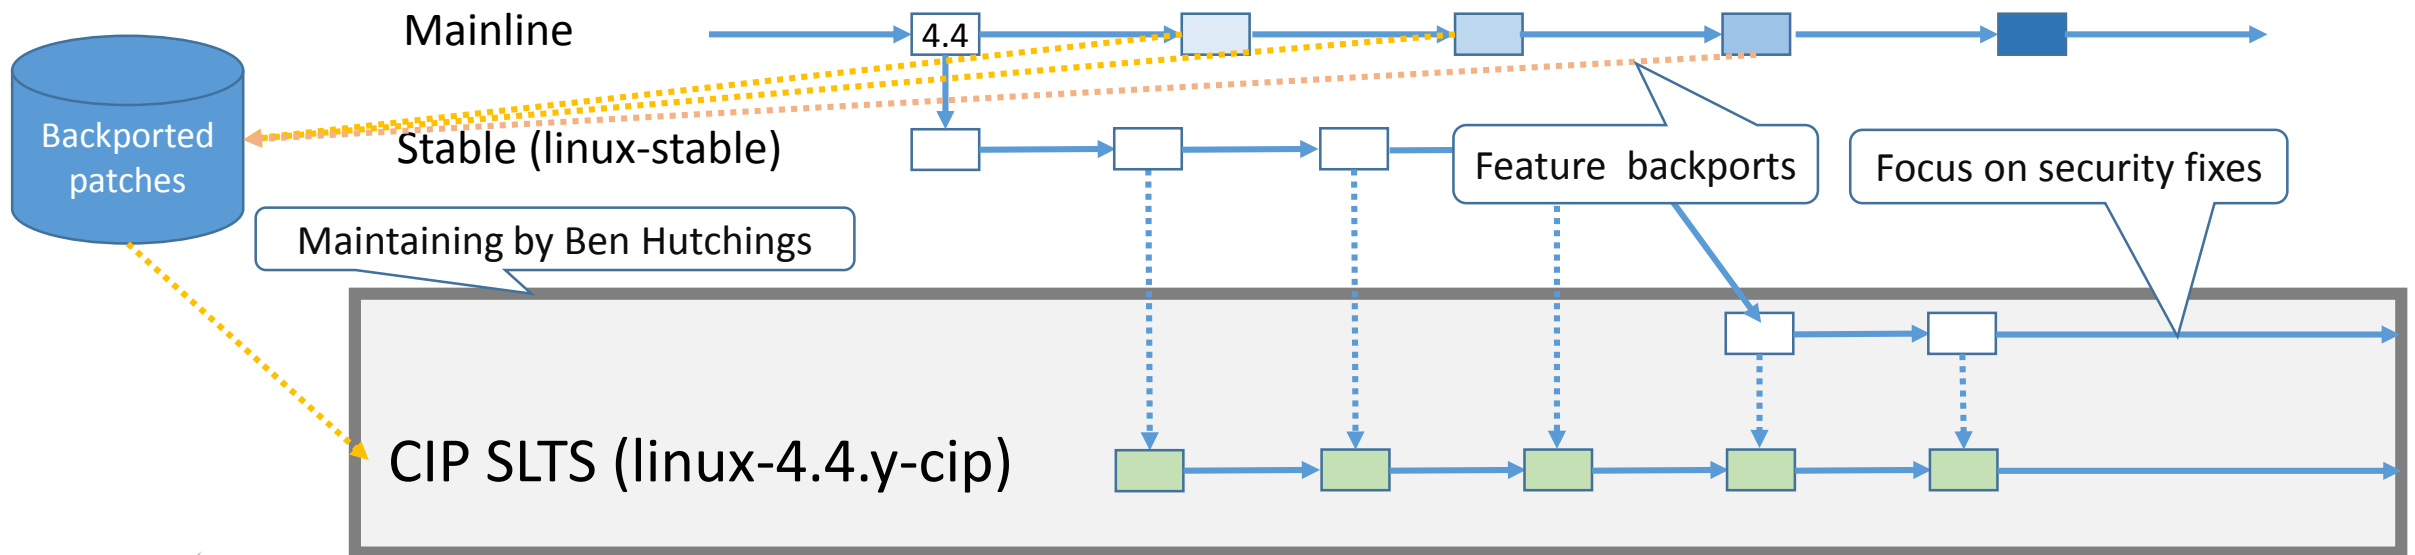 Mainline
4.4
Backported
patches
Stable (linux-stable)
Feature backports
Focus on security fixes
Maintaining by Ben Hutchings
CIP SLTS (linux-4.4.y-cip)